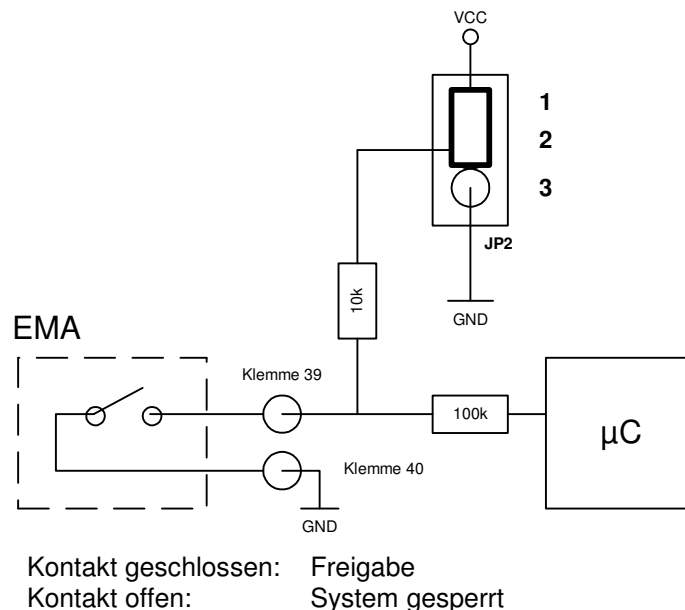 VCC
1
2
3
JP2
10k
GND
EMA
Klemme 39
100k
µC
Klemme 40
GND
Kontakt geschlossen: Freigabe
Kontakt offen: System gesperrt